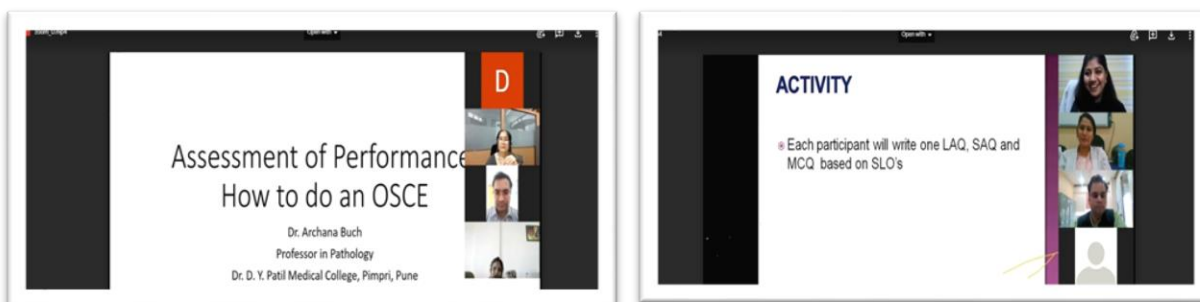 Open with
D
Assessment of Performance
How to do an OSCE
Dr. Archana Buch
Professor in Pathology
Dr. D. Y. Patil Medical College, Pimpri, Pune
Open with
ACTIVITY
Each participant will write one LAQ, SAQ and
MCQ based on SLO's